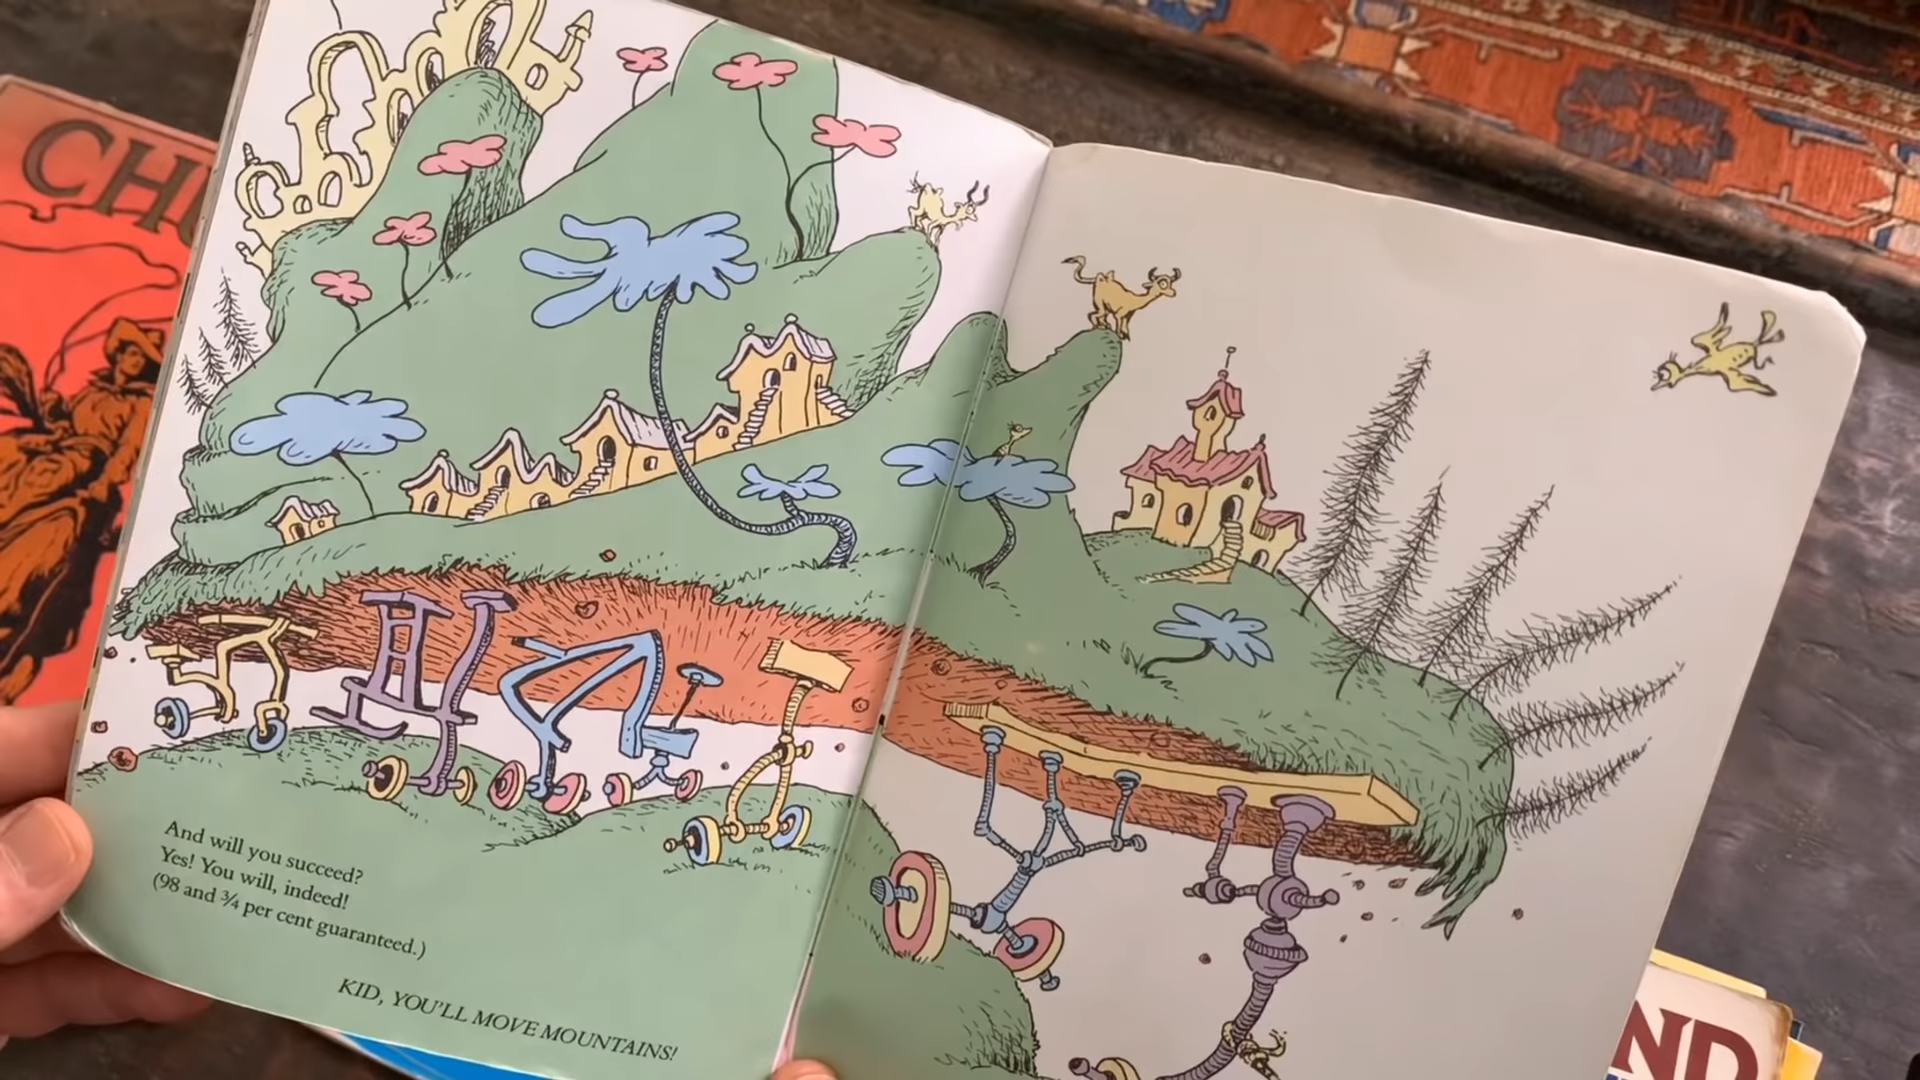 CH
And will you succeed?
Yes! You will, indeed!
(98 and ¾ per cent guaranteed.)
KID, YOU'LL MOVE MOUNTAINS!
ND